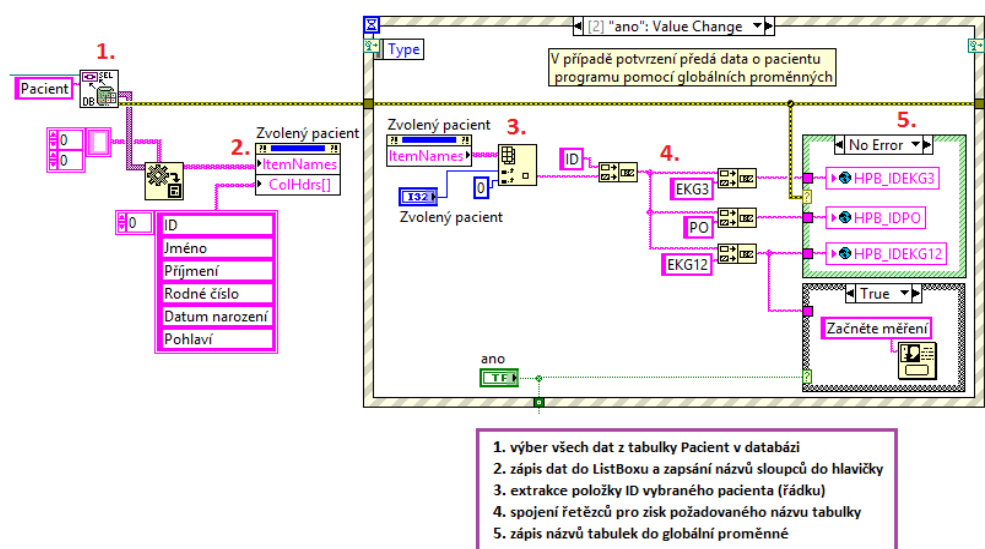 1.
Pacient
SEL
DB
0
0
2.
Zvolený pacient
ItemNames
ColHdrs[]
0
ID
Jméno
Příjmení
Rodné číslo
Datum narození
Pohlaví
[2] "ano": Value Change
Type
V případě potvrzení předá data o pacientu
programu pomocí globálních proměnných
Zvolený pacient
ItemNames
3.
I32
0
Zvolený pacient
ID
4.
EKG3
PO
EKG12
5.
No Error
HPB_IDEKG3
HPB_IDPO
HPB_IDEKG12
?
True
Začněte měření
?
ano
TF
1. výběr všech dat z tabulky Pacient v databázi
2. zápis dat do ListBoxu a zapsání názvů sloupců do hlavičky
3. extrakce položky ID vybraného pacienta (řádku)
4. spojení řetězců pro zisk požadovaného názvu tabulky
5. zápis názvů tabulek do globální proměnné